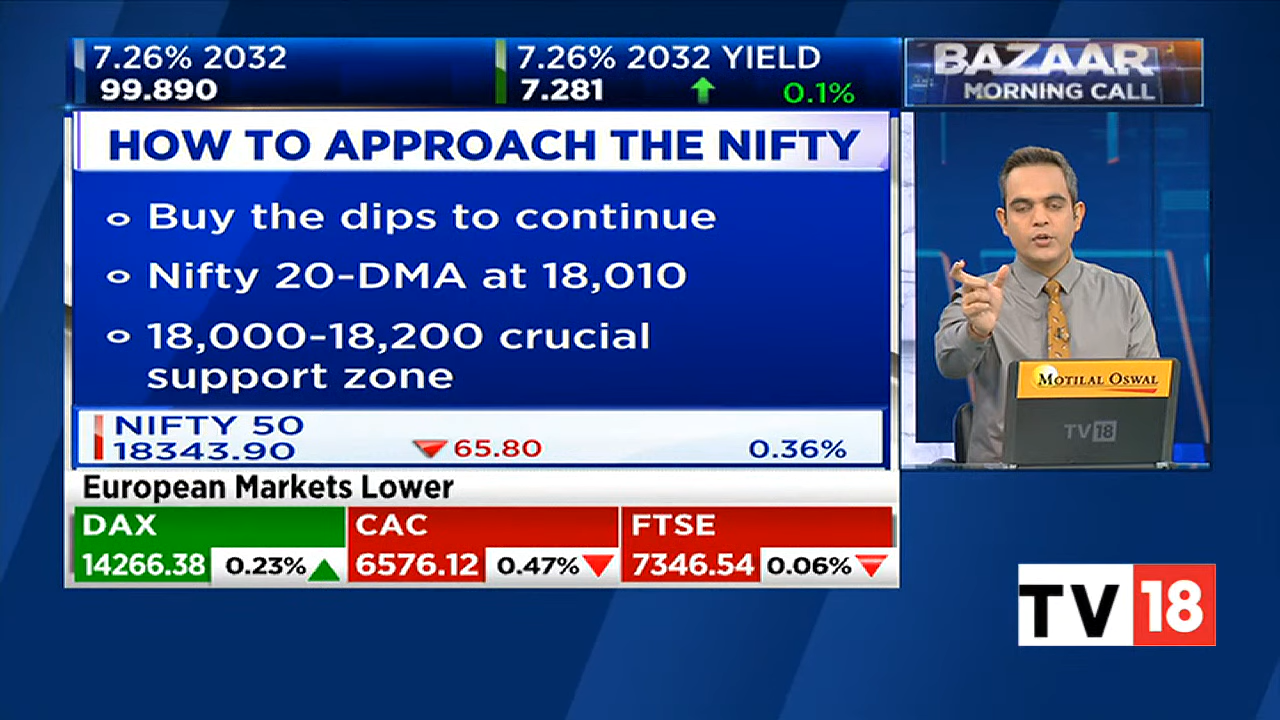 7.26% 2032
99.890
7.26% 2032 YIELD
7.281 0.1%
BAZAAR
MORNING CALL
HOW TO APPROACH THE NIFTY
Buy the dips to continue
Nifty 20-DMA at 18,010
18,000-18,200 crucial
support zone
NIFTY 50
18343.90 65.80 0.36%
European Markets Lower
DAX
14266.38 0.23%
CAC
6576.12 0.47%
FTSE
7346.54 0.06%
MOTILAL OSWAL
TV18
TV18